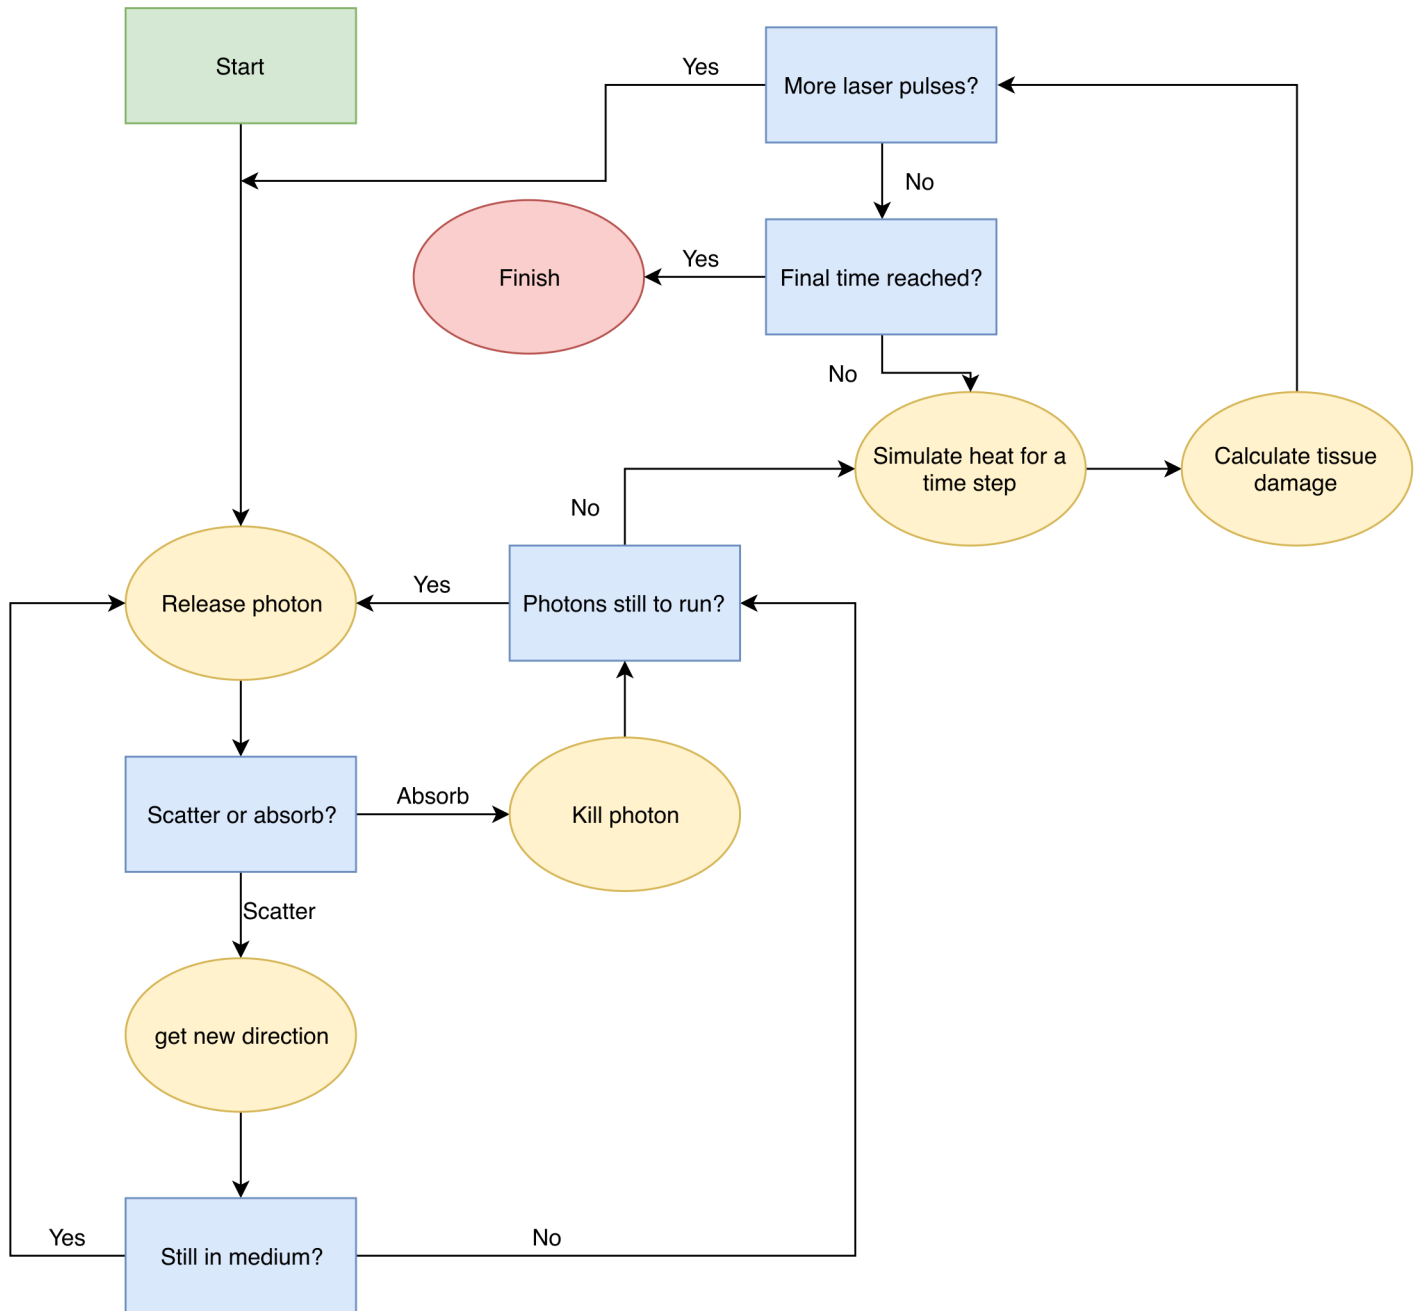 Start
Yes
More laser pulses?
No
Finish
Yes
Final time reached?
No
Simulate heat for a
time step
Calculate tissue
damage
No
Release photon
Yes
Photons still to run?
Scatter or absorb?
Absorb
Kill photon
Scatter
get new direction
Yes
Still in medium?
No